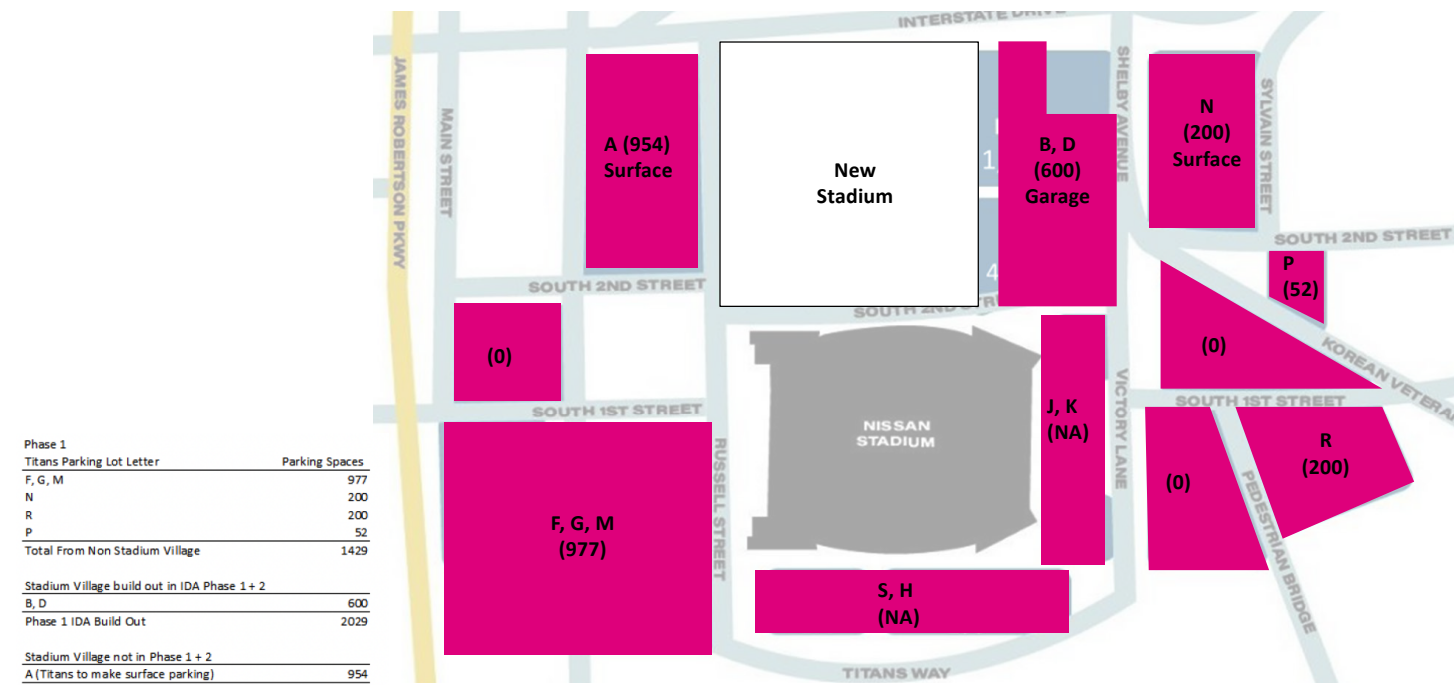 INTERSTATE DRIVE
JAMES ROBERTSON PKWY
MAIN STREET
A (954)
Surface
New
Stadium
1,
4
B, D
(600)
Garage
SHELBY AVENUE
N
(200)
Surface
SYLVAIN STREET
SOUTH 2ND STREET
SOUTH 2ND STREET
SOUTH 2ND STR
P
(52)
(0)
(0)
KOREAN VETERA
SOUTH 1ST STREET
SOUTH 1ST STREET
NISSAN
STADIUM
J, K
(NA)
VICTORY LANE
RUSSELL STREET
R
(200)
(0)
PEDESTRIAN BRIDGE
F, G, M
(977)
S, H
(NA)
TITANS WAY
Phase 1
Titans Parking Lot Letter Parking Spaces
F, G, M 977
N 200
R 200
P 52
Total From Non Stadium Village 1429
Stadium Village build out in IDA Phase 1 + 2
B, D 600
Phase 1 IDA Build Out 2029
Stadium Village not in Phase 1 + 2
A (Titans to make surface parking) 954